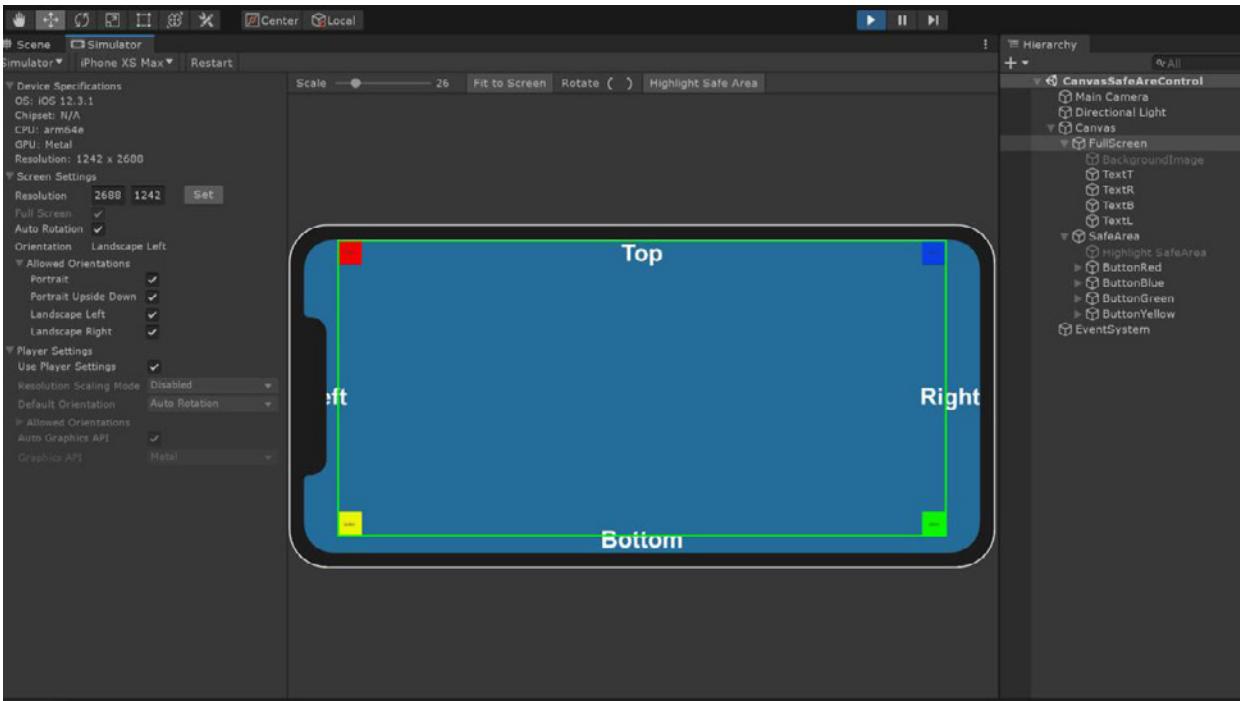 Center Local
Scene Simulator
Simulator iPhone XS Max Restart
Scale 26 Fit to Screen Rotate ( ) Highlight Safe Area
Device Specifications
OS: iOS 12.3.1
Chipset: N/A
CPU: arm64e
GPU: Metal
Resolution: 1242 x 2688
Screen Settings
Resolution 2688 1242 Set
Full Screen
Auto Rotation
Orientation Landscape Left
Allowed Orientations
Portrait
Portrait Upside Down
Landscape Left
Landscape Right
Player Settings
Use Player Settings
Resolution Scaling Mode Disabled
Default Orientation Auto Rotation
Allowed Orientations
Auto Graphics API
Graphics API Metal
Top
eft Right
Bottom
Hierarchy
All
CanvasSafeAreControl
Main Camera
Directional Light
Canvas
FullScreen
BackgroundImage
TextT
TextR
TextB
TextL
SafeArea
Highlight SafeArea
ButtonRed
ButtonBlue
ButtonGreen
ButtonYellow
EventSystem